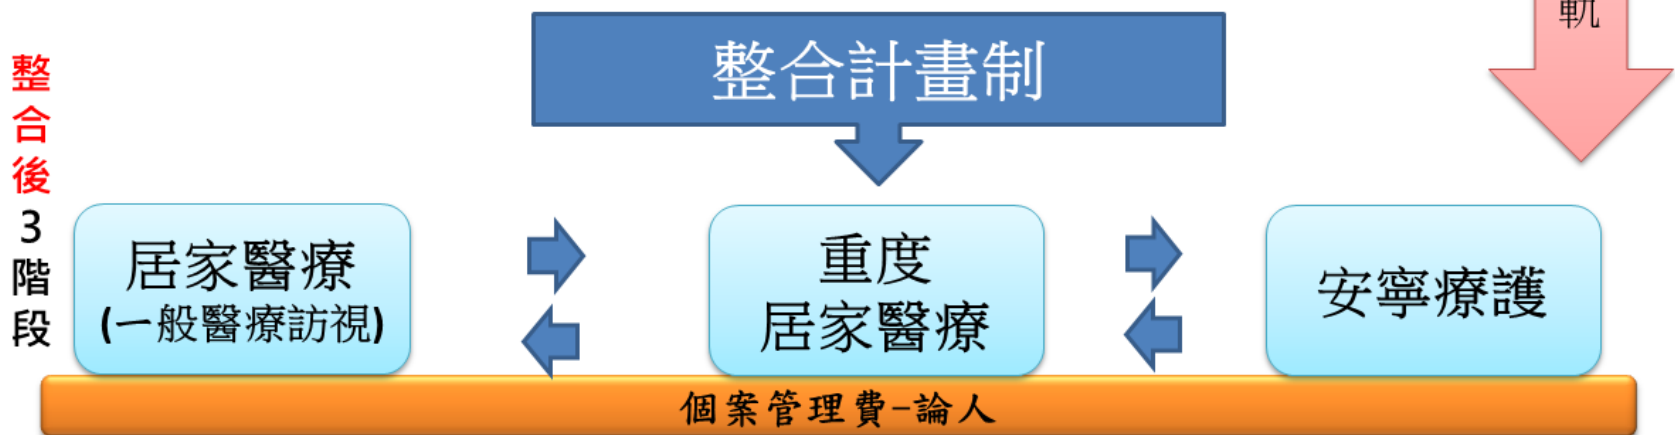 軌
整合計畫制
整合後3階段
居家醫療
(一般醫療訪視)
重度
居家醫療
安寧療護
個案管理費-論人